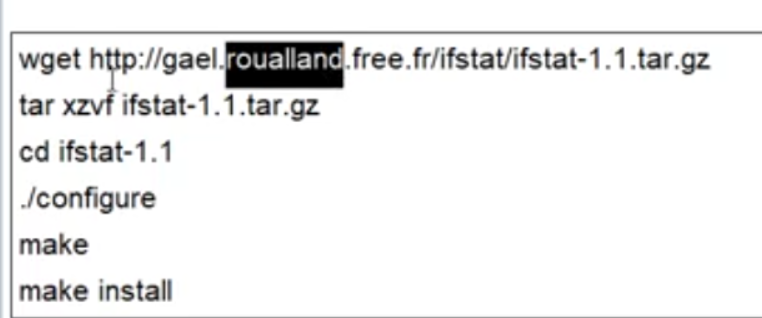 wget http://gael.roualland.free.fr/ifstat/ifstat-1.1.tar.gz
tar xzvf ifstat-1.1.tar.gz
cd ifstat-1.1
./configure
make
make install